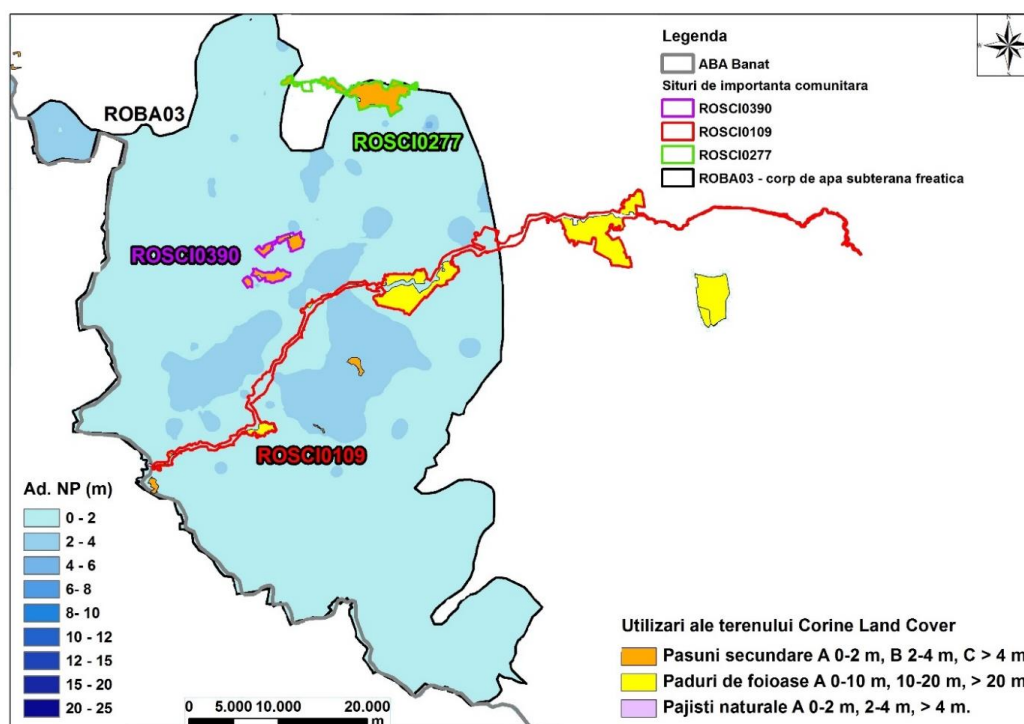 Legenda
ABA Banat
Situri de importanta comunitara
ROSCI0390
ROSCI0109
ROSCI0277
ROBA03 - corp de apa subterana freatica
ROBA03
ROSCI0277
ROSCI0390
ROSCI0109
Ad. NP (m)
0 - 2
2 - 4
4 - 6
6- 8
8- 10
10 - 12
12 - 15
15 - 20
20 - 25
0 5.000 10.000 20.000
m
Utilizari ale terenului Corine Land Cover
Pasuni secundare A 0-2 m, B 2-4 m, C > 4 m
Paduri de foioase A 0-10 m, 10-20 m, > 20 m
Pajisti naturale A 0-2 m, 2-4 m, > 4 m.